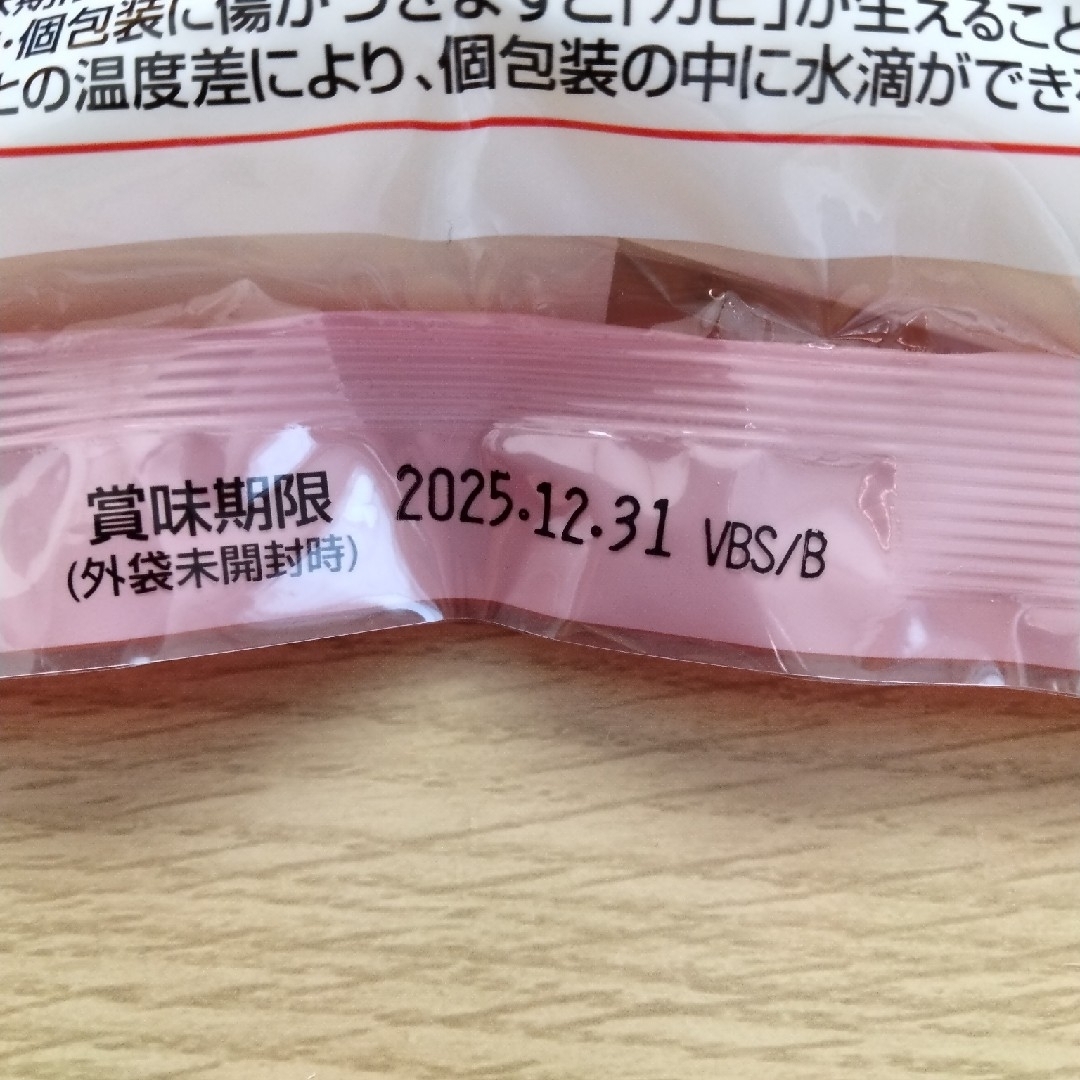 ・個包装に傷がつきますと「カビ」が生えること
との温度差により、個包装の中に水滴ができ
賞味期限 2025.12.31 VBS/B
(外袋未開封時)